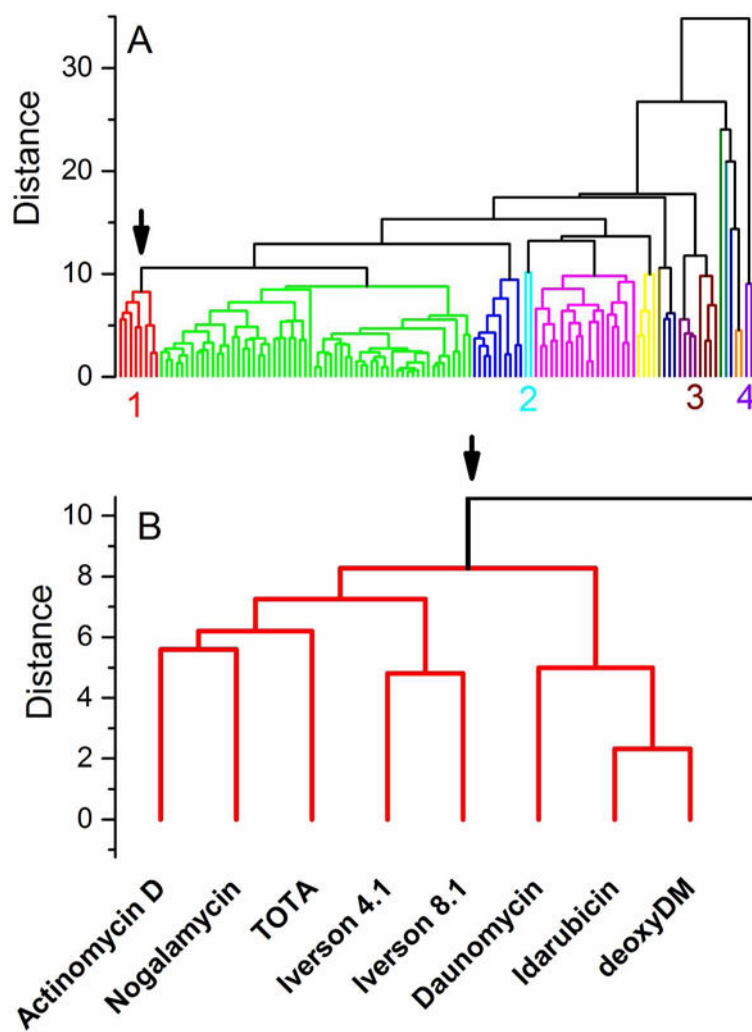 A
Distance
30
20
10
0
1
2
3
4
B
Distance
10
8
6
4
2
0
Actinomycin D
Nogalamycin
TOTA
Iverson 4.1
Iverson 8.1
Daunomycin
Idarubicin
deoxyDM